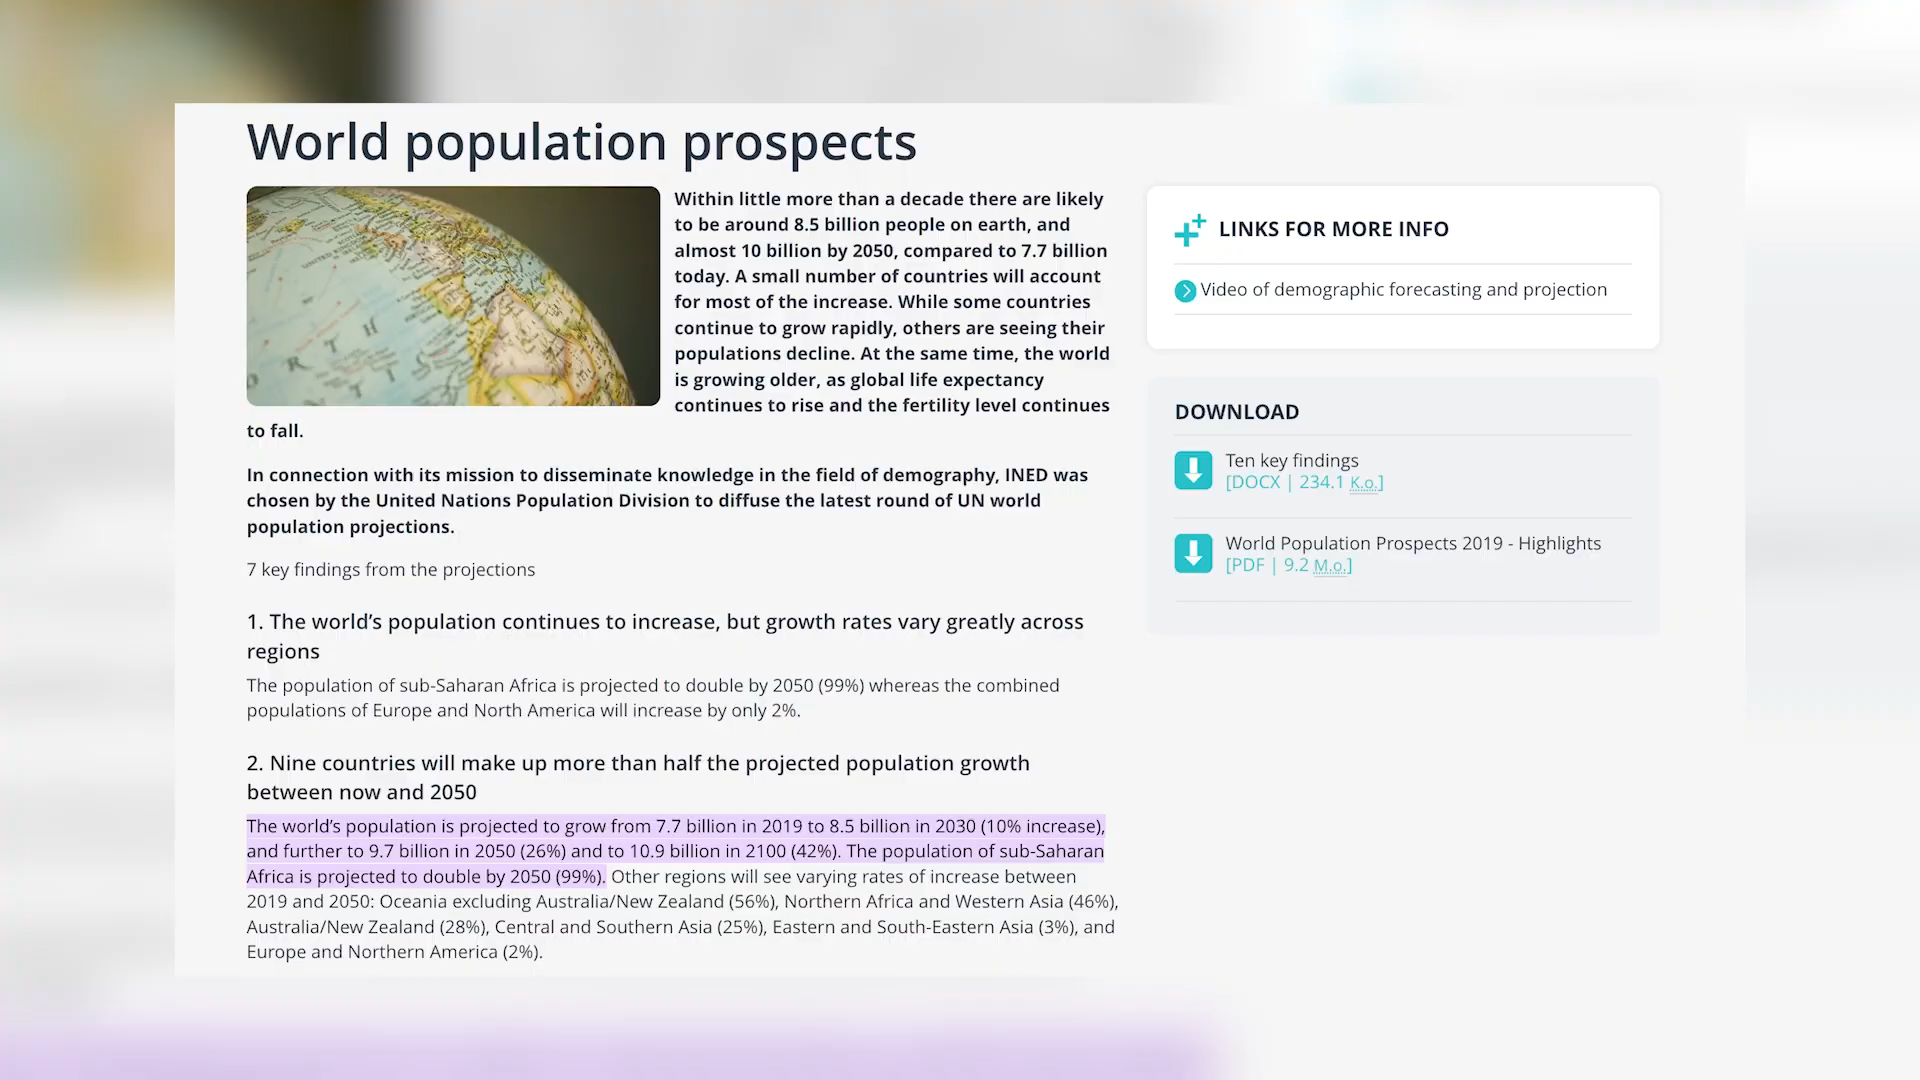 World population prospects
Within little more than a decade there are likely
to be around 8.5 billion people on earth, and
almost 10 billion by 2050, compared to 7.7 billion
today. A small number of countries will account
for most of the increase. While some countries
continue to grow rapidly, others are seeing their
populations decline. At the same time, the world
is growing older, as global life expectancy
continues to rise and the fertility level continues
to fall.
In connection with its mission to disseminate knowledge in the field of demography, INED was
chosen by the United Nations Population Division to diffuse the latest round of UN world
population projections.
7 key findings from the projections
1. The world’s population continues to increase, but growth rates vary greatly across
regions
The population of sub-Saharan Africa is projected to double by 2050 (99%) whereas the combined
populations of Europe and North America will increase by only 2%.
2. Nine countries will make up more than half the projected population growth
between now and 2050
The world’s population is projected to grow from 7.7 billion in 2019 to 8.5 billion in 2030 (10% increase),
and further to 9.7 billion in 2050 (26%) and to 10.9 billion in 2100 (42%). The population of sub-Saharan
Africa is projected to double by 2050 (99%). Other regions will see varying rates of increase between
2019 and 2050: Oceania excluding Australia/New Zealand (56%), Northern Africa and Western Asia (46%),
Australia/New Zealand (28%), Central and Southern Asia (25%), Eastern and South-Eastern Asia (3%), and
Europe and Northern America (2%).
LINKS FOR MORE INFO
Video of demographic forecasting and projection
DOWNLOAD
Ten key findings
[DOCX | 234.1 K.o.]
World Population Prospects 2019 - Highlights
[PDF | 9.2 M.o.]